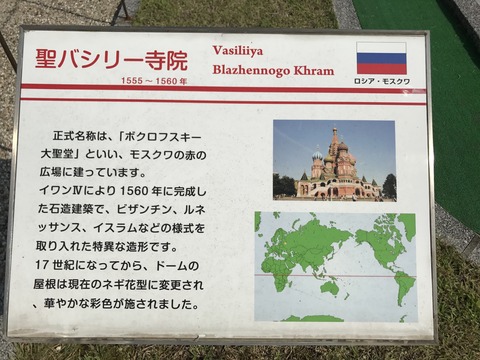 聖バシリー寺院
1555～1560年
Vasiliiya
Blazhennogo Khram
ロシア・モスクワ
正式名称は、「ボクロフスキー
大聖堂」といい、モスクワの赤の
広場に建っています。
イワンⅣにより1560年に完成し
た石造建築で、ビザンチン、ルネ
ッサンス、イスラムなどの様式を
取り入れた特異な造形です。
17世紀になってから、ドームの
屋根は現在のネギ花型に変更され
、華やかな彩色が施されました。